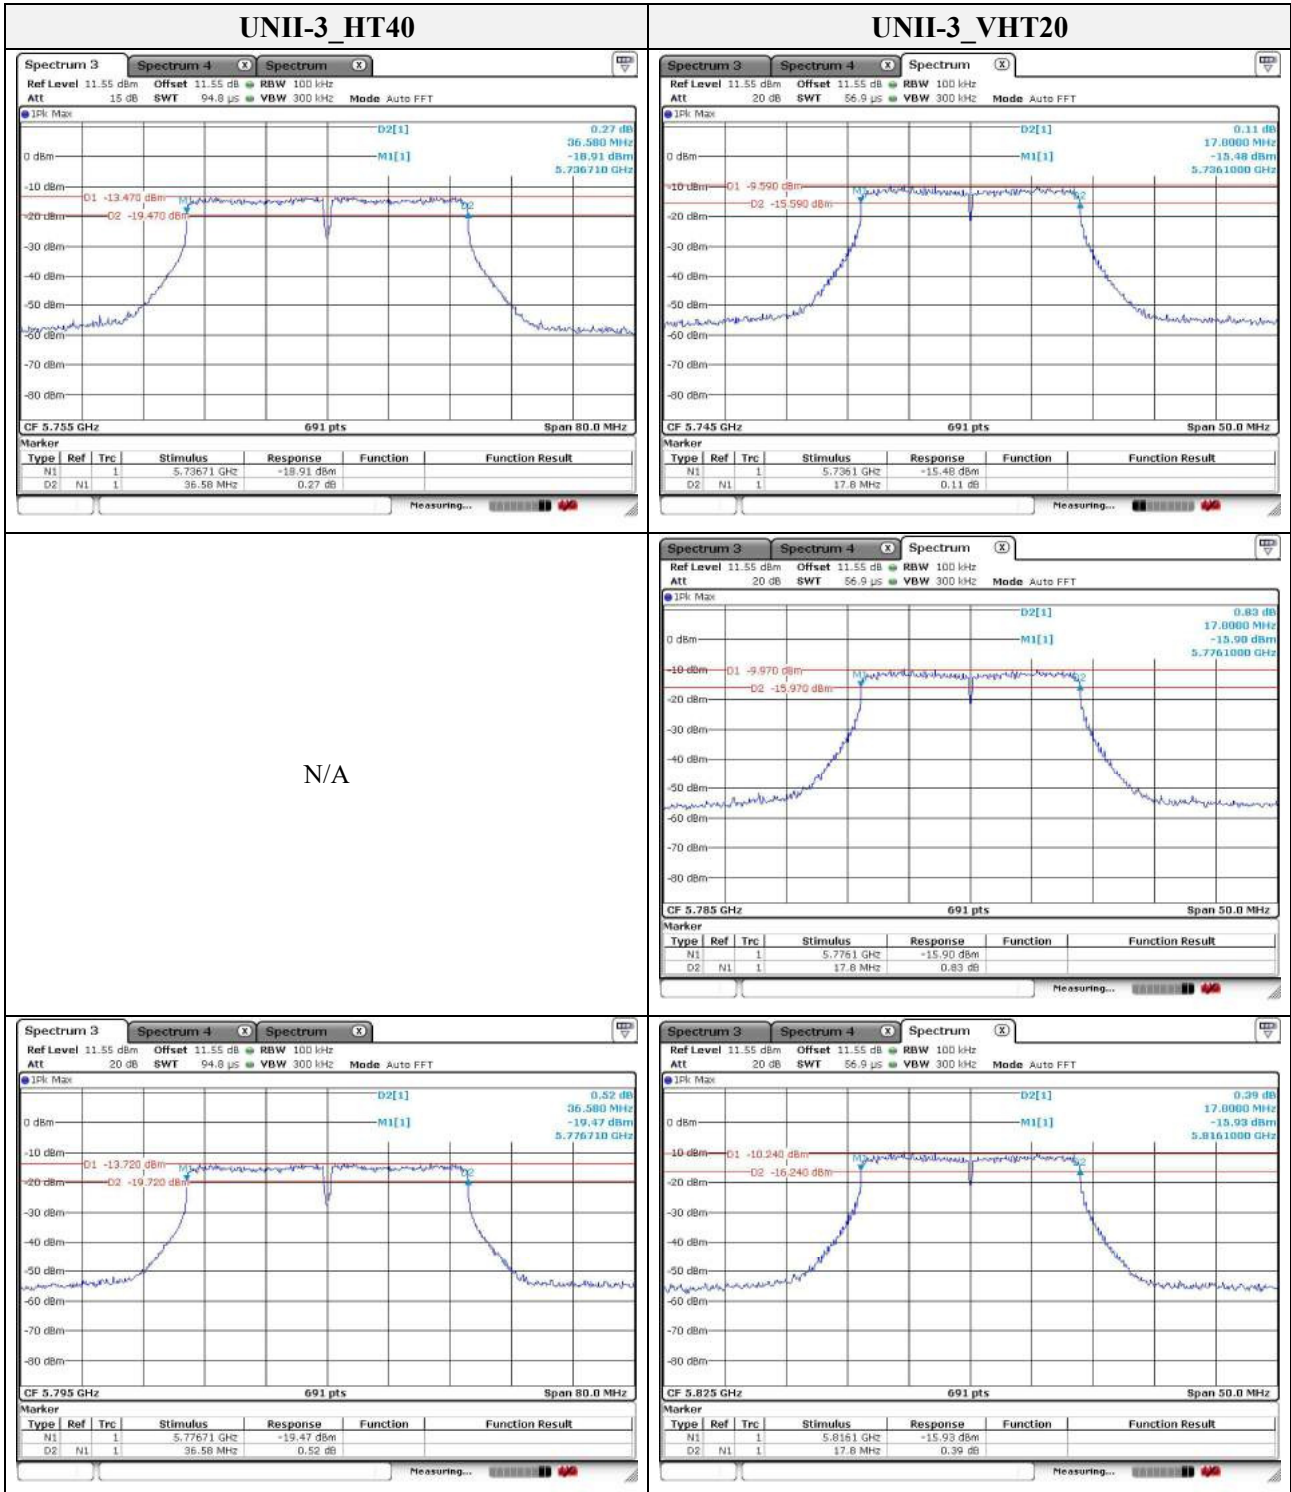 UNII-3_HT40
UNII-3_VHT20
Spectrum 3 Spectrum 4 X Spectrum X
Ref Level 11.55 dBm Offset 11.55 dB RBW 100 kHz
Att 15 dB SWT 94.8 µs VBW 300 kHz Mode Auto FFT
1Pk Max
D2[1] 0.27 dB
36.580 MHz
M1[1] -18.91 dBm
5.736710 GHz
0 dBm
-10 dBm
D1 -13.470 dBm
M1
D2
-20 dBm
D2 -19.470 dBm
-30 dBm
-40 dBm
-50 dBm
-60 dBm
-70 dBm
-80 dBm
CF 5.755 GHz 691 pts Span 80.0 MHz
Marker
Type Ref Trc Stimulus Response Function Function Result
N1 1 5.73671 GHz -18.91 dBm
D2 N1 1 36.58 MHz 0.27 dB
Measuring...
Spectrum 3 Spectrum 4 X Spectrum X
Ref Level 11.55 dBm Offset 11.55 dB RBW 100 kHz
Att 20 dB SWT 56.9 µs VBW 300 kHz Mode Auto FFT
1Pk Max
D2[1] 0.11 dB
17.8000 MHz
M1[1] -15.48 dBm
5.7361000 GHz
0 dBm
-10 dBm
D1 -9.590 dBm
M1
D2
D2 -15.590 dBm
-20 dBm
-30 dBm
-40 dBm
-50 dBm
-60 dBm
-70 dBm
-80 dBm
CF 5.745 GHz 691 pts Span 50.0 MHz
Marker
Type Ref Trc Stimulus Response Function Function Result
N1 1 5.7361 GHz -15.48 dBm
D2 N1 1 17.8 MHz 0.11 dB
Measuring...
N/A
Spectrum 3 Spectrum 4 X Spectrum X
Ref Level 11.55 dBm Offset 11.55 dB RBW 100 kHz
Att 20 dB SWT 56.9 µs VBW 300 kHz Mode Auto FFT
1Pk Max
D2[1] 0.83 dB
17.8000 MHz
M1[1] -15.90 dBm
5.7761000 GHz
0 dBm
-10 dBm
D1 -9.970 dBm
M1
D2
D2 -15.970 dBm
-20 dBm
-30 dBm
-40 dBm
-50 dBm
-60 dBm
-70 dBm
-80 dBm
CF 5.785 GHz 691 pts Span 50.0 MHz
Marker
Type Ref Trc Stimulus Response Function Function Result
N1 1 5.7761 GHz -15.90 dBm
D2 N1 1 17.8 MHz 0.83 dB
Measuring...
Spectrum 3 Spectrum 4 X Spectrum X
Ref Level 11.55 dBm Offset 11.55 dB RBW 100 kHz
Att 20 dB SWT 94.8 µs VBW 300 kHz Mode Auto FFT
1Pk Max
D2[1] 0.52 dB
36.580 MHz
M1[1] -19.47 dBm
5.776710 GHz
0 dBm
-10 dBm
D1 -13.720 dBm
M1
D2
-20 dBm
D2 -19.720 dBm
-30 dBm
-40 dBm
-50 dBm
-60 dBm
-70 dBm
-80 dBm
CF 5.795 GHz 691 pts Span 80.0 MHz
Marker
Type Ref Trc Stimulus Response Function Function Result
N1 1 5.77671 GHz -19.47 dBm
D2 N1 1 36.58 MHz 0.52 dB
Measuring...
Spectrum 3 Spectrum 4 X Spectrum X
Ref Level 11.55 dBm Offset 11.55 dB RBW 100 kHz
Att 20 dB SWT 56.9 µs VBW 300 kHz Mode Auto FFT
1Pk Max
D2[1] 0.39 dB
17.8000 MHz
M1[1] -15.93 dBm
5.8161000 GHz
0 dBm
-10 dBm
D1 -10.240 dBm
M1
D2
D2 -16.240 dBm
-20 dBm
-30 dBm
-40 dBm
-50 dBm
-60 dBm
-70 dBm
-80 dBm
CF 5.825 GHz 691 pts Span 50.0 MHz
Marker
Type Ref Trc Stimulus Response Function Function Result
N1 1 5.8161 GHz -15.93 dBm
D2 N1 1 17.8 MHz 0.39 dB
Measuring...